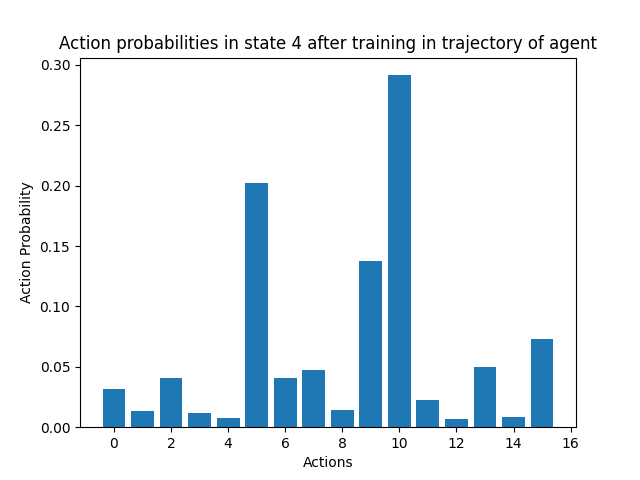 Action probabilities in state 4 after training in trajectory of agent
0.30
0.25
0.20
0.15
0.10
0.05
0.00
Action Probability
0 2 4 6 8 10 12 14 16
Actions